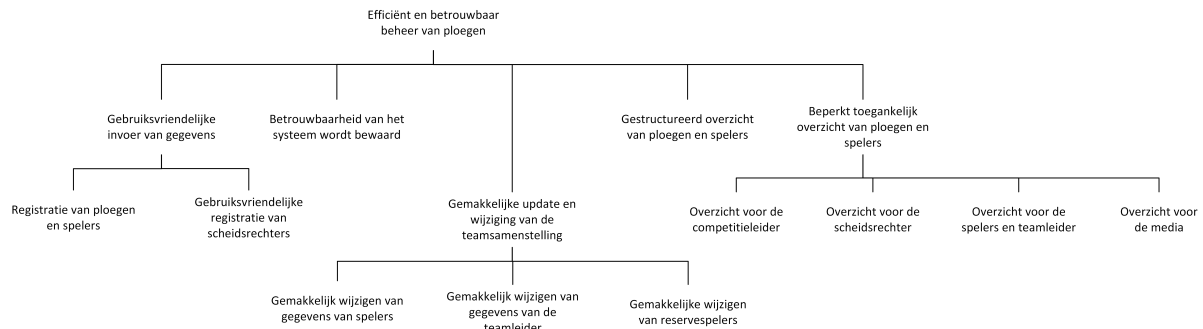 Efficiënt en betrouwbaar
beheer van ploegen
Gebruiksvriendelijke
invoer van gegevens
Betrouwbaarheid van het
systeem wordt bewaard
Gestructureerd overzicht
van ploegen en spelers
Beperkt toegankelijk
overzicht van ploegen en
spelers
Registratie van ploegen
en spelers
Gebruiksvriendelijke
registratie van
scheidsrechters
Gemakkelijke update en
wijziging van de
teamsamenstelling
Overzicht voor de
competitieleider
Overzicht voor de
scheidsrechter
Overzicht voor de
spelers en teamleider
Overzicht voor
de media
Gemakkelijk wijzigen van
gegevens van spelers
Gemakkelijk wijzigen van
gegevens van de
teamleider
Gemakkelijke wijzigen
van reservespelers